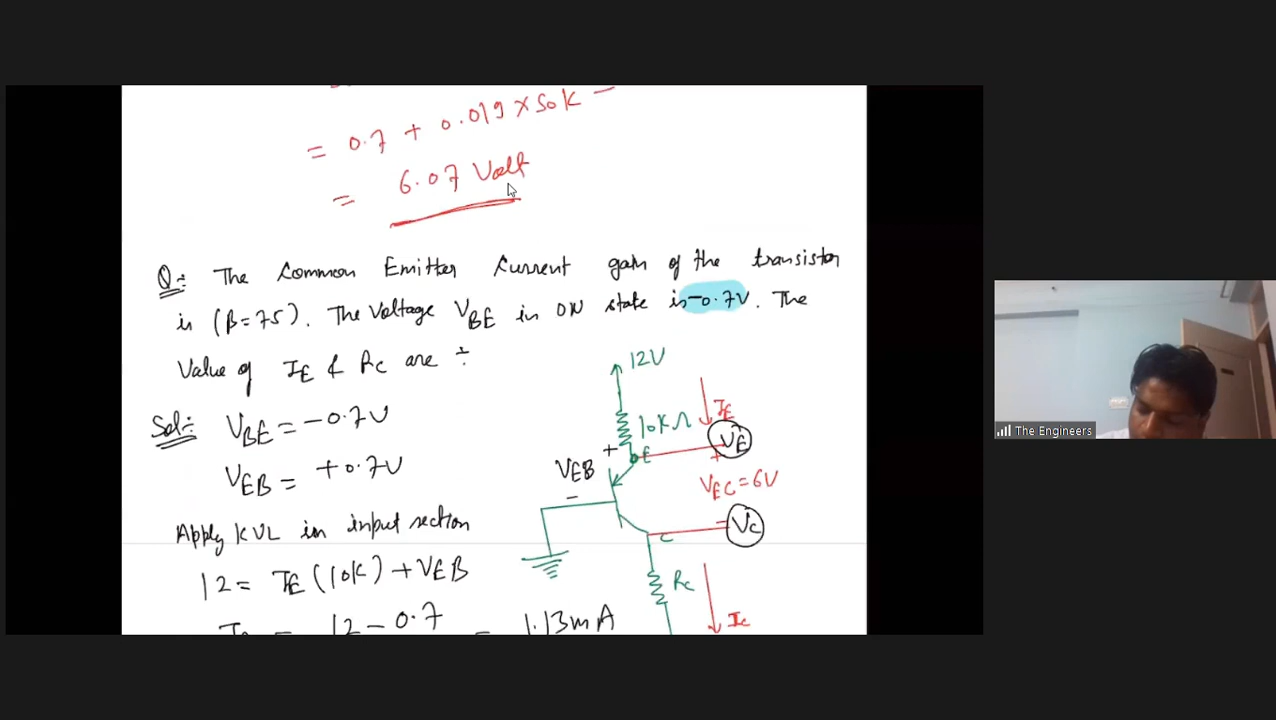 = 0.7 + 0.019 × 50k -
= 6.07 Volt
Q:- The Common Emitter Current gain of the transistor
is (β=75). The Voltage VBE in ON state is -0.7V. The
Value of IE & RC are ÷
12V
10KΩ
IE
VE
+ E
VEB
-
+
VEC = 6V
-
VC
C
RC
IC
Sol:- VBE = -0.7V
VEB = +0.7V
Apply KVL in input section
12 = IE (10K) + VEB
= 12 - 0.7 = 1.13mA
The Engineers